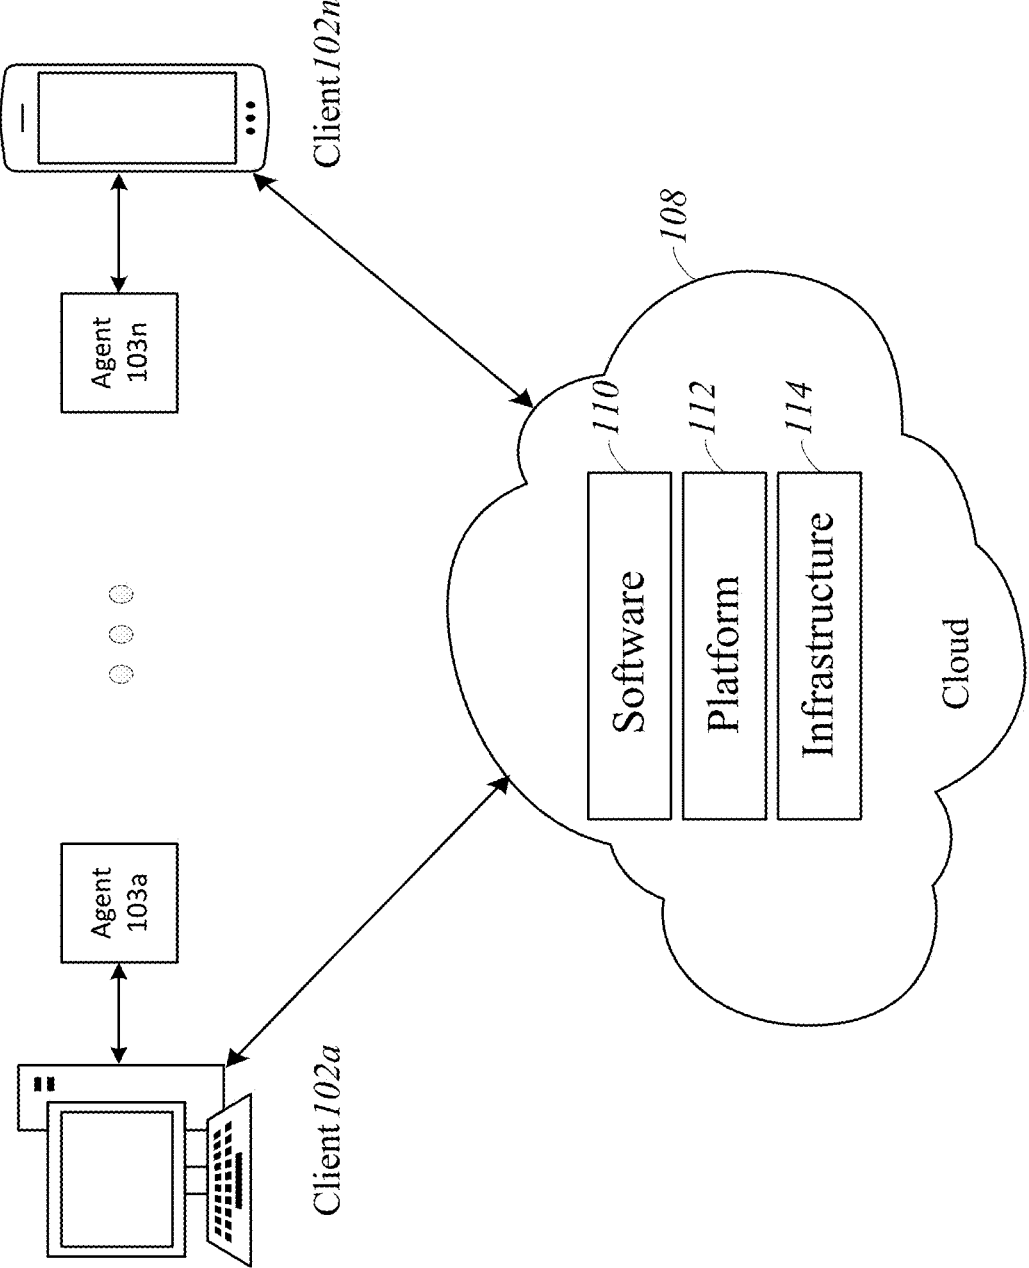 Agent
103a
Agent
103n
Client 102a
Client 102n
108
110
Software
112
Platform
114
Infrastructure
Cloud